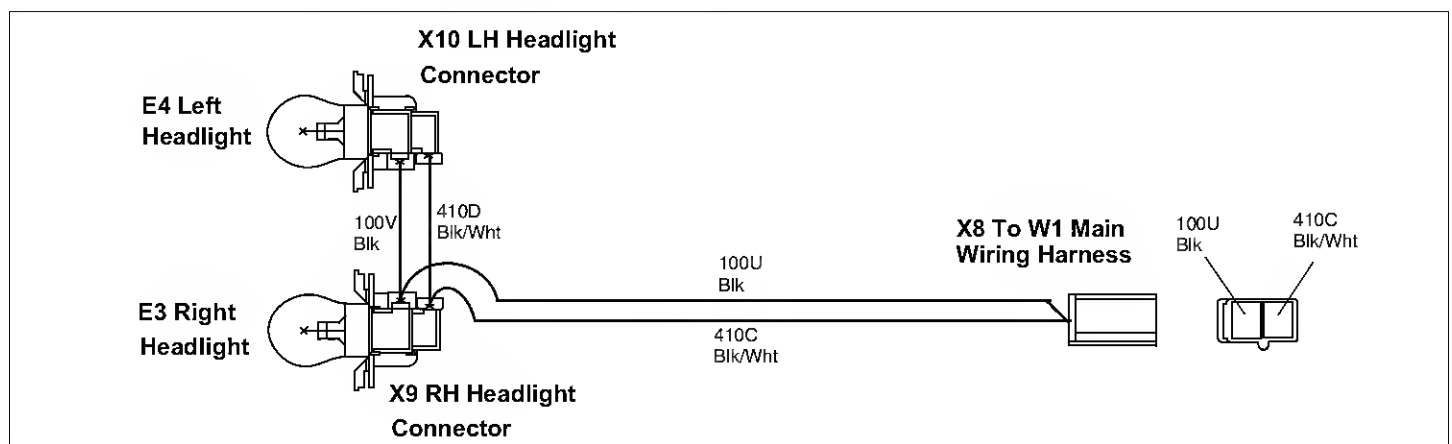 X10 LH Headlight
Connector
E4 Left
Headlight
100V
Blk
410D
Blk/Wht
X8 To W1 Main
Wiring Harness
100U
Blk
410C
Blk/Wht
100U
Blk
E3 Right
Headlight
410C
Blk/Wht
X9 RH Headlight
Connector